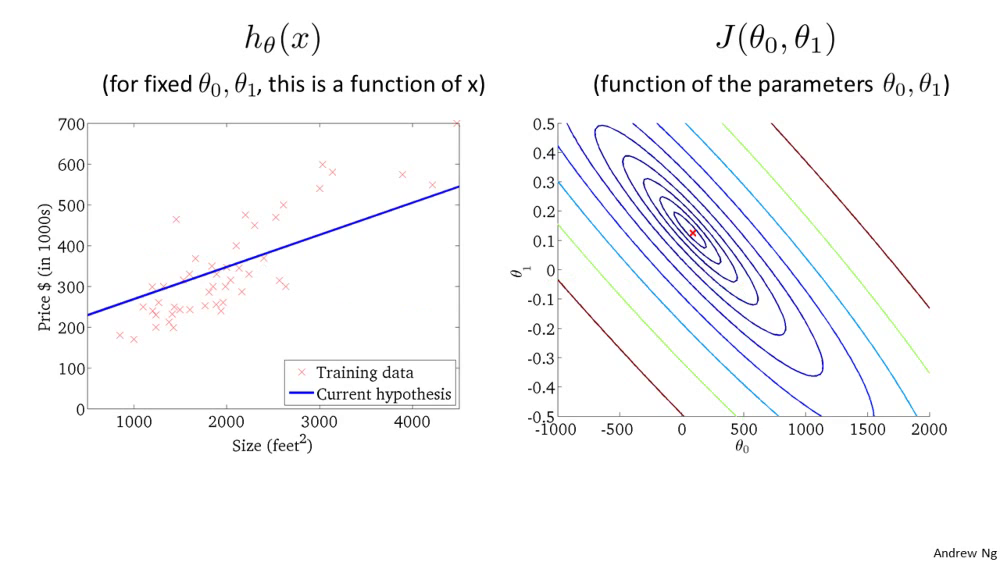 h_θ(x)
(for fixed θ₀, θ₁, this is a function of x)
700
600
500
400
300
200
100
0
Price $ (in 1000s)
1000 2000 3000 4000
Size (feet²)
Training data
Current hypothesis
J(θ₀, θ₁)
(function of the parameters θ₀, θ₁)
0.5
0.4
0.3
0.2
0.1
0
-0.1
-0.2
-0.3
-0.4
-0.5
θ₁
-1000 -500 0 500 1000 1500 2000
θ₀
Andrew Ng